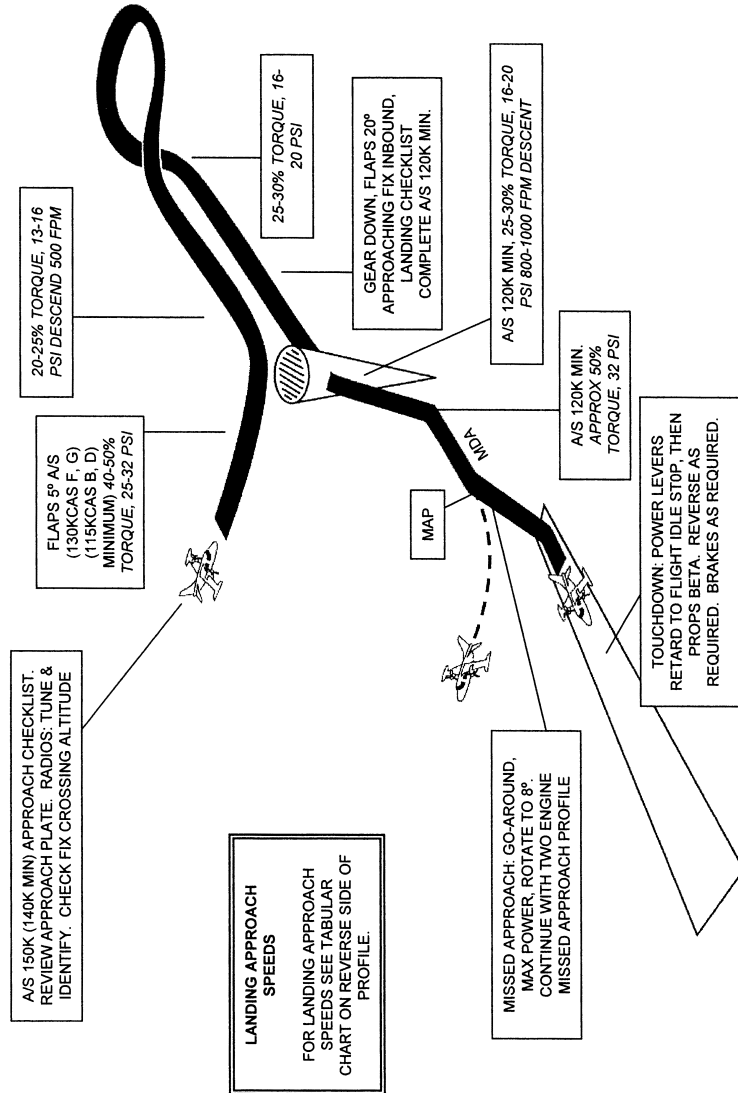 A/S 150K (140K MIN) APPROACH CHECKLIST.
REVIEW APPROACH PLATE. RADIOS: TUNE &
IDENTIFY. CHECK FIX CROSSING ALTITUDE
FLAPS 5º A/S
(130KCAS F, G)
(115KCAS B, D)
MINIMUM) 40-50%
TORQUE, 25-32 PSI
20-25% TORQUE, 13-16
PSI DESCEND 500 FPM
25-30% TORQUE, 16-
20 PSI
GEAR DOWN, FLAPS 20º
APPROACHING FIX INBOUND,
LANDING CHECKLIST
COMPLETE A/S 120K MIN.
A/S 120K MIN, 25-30% TORQUE, 16-20
PSI 800-1000 FPM DESCENT
A/S 120K MIN.
APPROX 50%
TORQUE, 32 PSI
MDA
MAP
LANDING APPROACH
SPEEDS
FOR LANDING APPROACH
SPEEDS SEE TABULAR
CHART ON REVERSE SIDE OF
PROFILE.
MISSED APPROACH: GO-AROUND,
MAX POWER, ROTATE TO 8º.
CONTINUE WITH TWO ENGINE
MISSED APPROACH PROFILE
TOUCHDOWN: POWER LEVERS
RETARD TO FLIGHT IDLE STOP, THEN
PROPS BETA. REVERSE AS
REQUIRED. BRAKES AS REQUIRED.